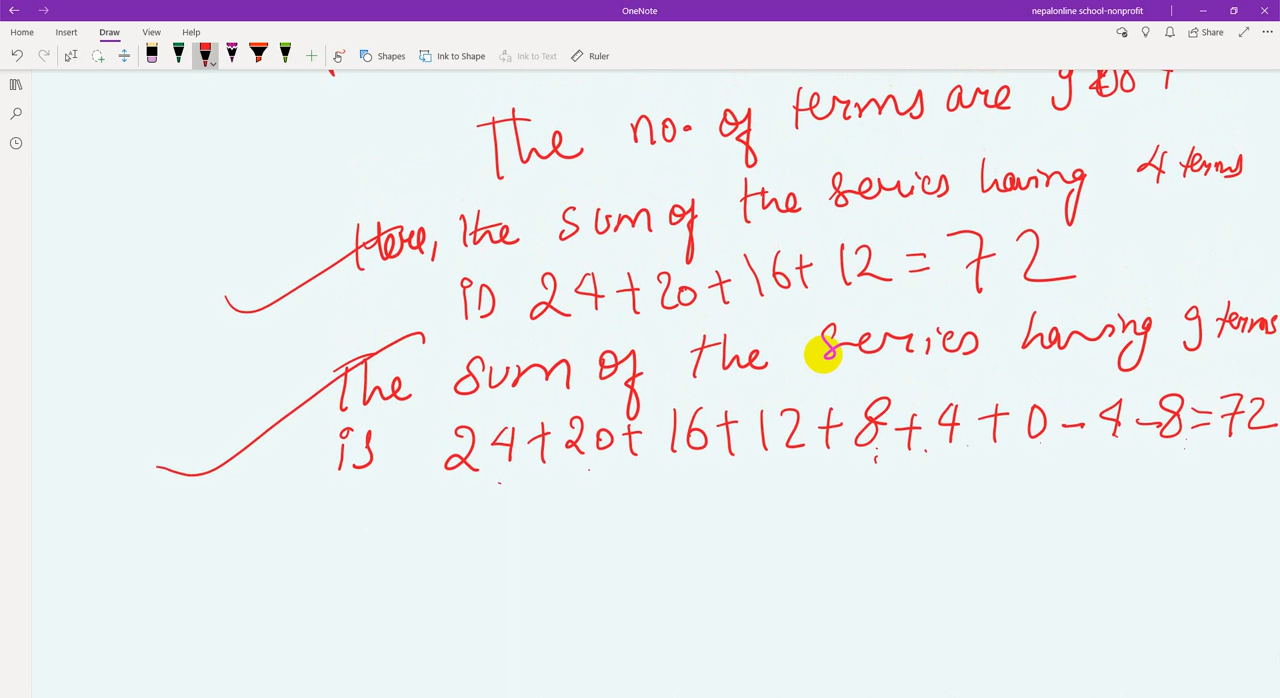 OneNote
nepalonline school-nonprofit
Home Insert Draw View Help
Share
Shapes Ink to Shape Ink to Text Ruler
The no. of terms are 9
Here, the sum of the series having 4 terms
is 24+20+16+12=72
The sum of the series having 9 terms
is 24+20+16+12+8+4+0-4-8=72